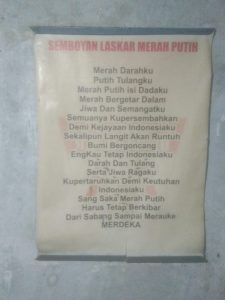 SEMBOYAN LASKAR MERAH PUTIH
Merah Darahku
Putih Tulangku
Merah Putih isi Dadaku
Merah Bergetar Dalam
Jiwa Dan Semangatku
Semuanya Kupersembahkan
Demi Kejayaan Indonesiaku
Sekalipun Langit Akan Runtuh
Bumi Bergoncang
EngKau Tetap Indonesiaku
Darah Dan Tulang
Serta Jiwa Ragaku
Kupertaruhkan Demi Keutuhan
Indonesiaku
Sang Saka Merah Putih
Harus Tetap Berkibar
Dari Sabang Sampai Merauke
MERDEKA